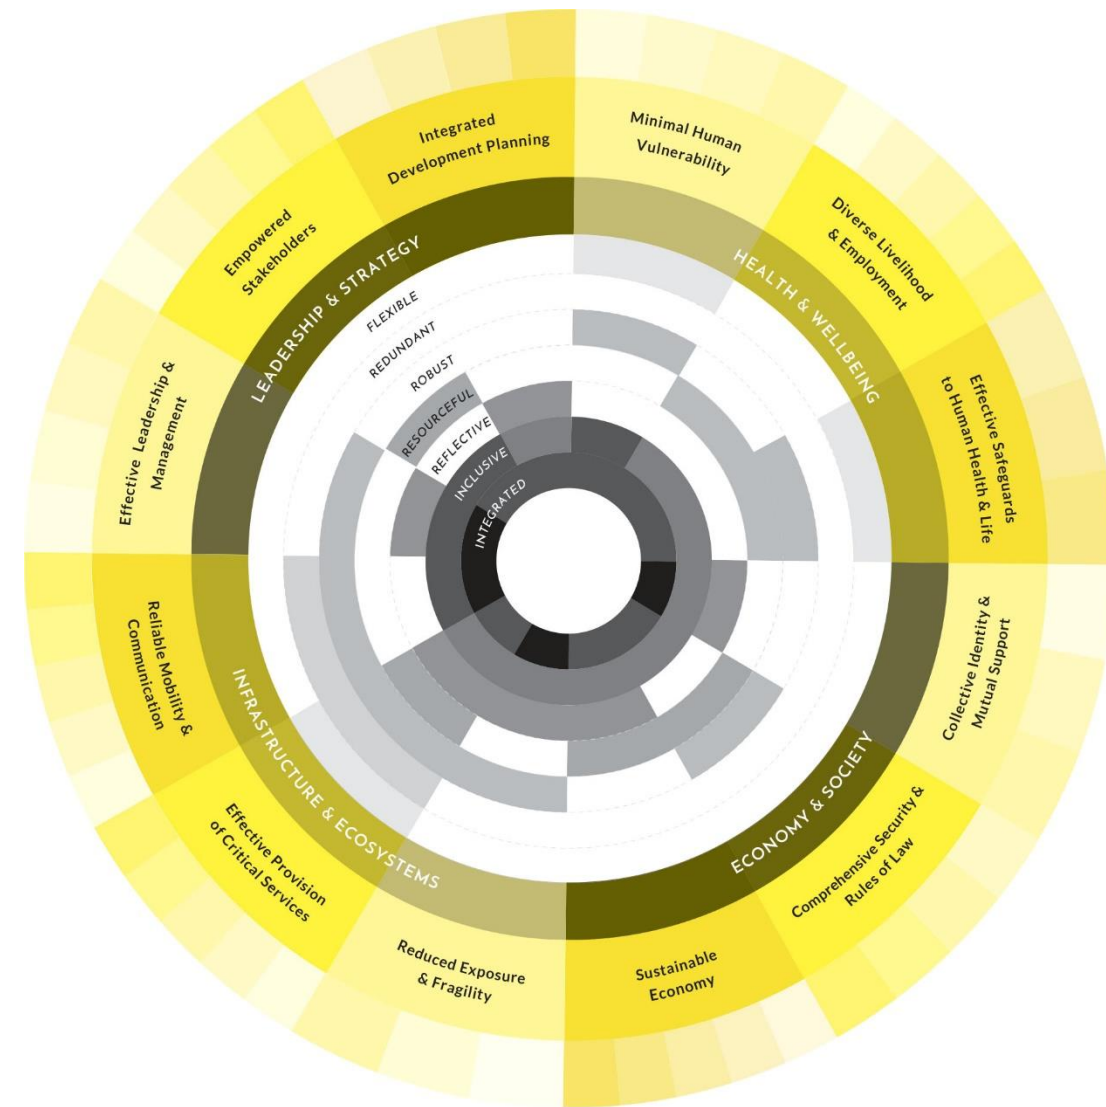 Integrated
Development Planning
Minimal Human
Vulnerability
Diverse Livelihood
& Employment
Effective Safeguards
to Human Health & Life
Collective Identity &
Mutual Support
Comprehensive Security &
Rules of Law
Sustainable
Economy
Reduced Exposure
& Fragility
Effective Provision
of Critical Services
Reliable Mobility &
Communication
Effective Leadership &
Management
Empowered
Stakeholders
LEADERSHIP & STRATEGY
HEALTH & WELLBEING
ECONOMY & SOCIETY
INFRASTRUCTURE & ECOSYSTEMS
FLEXIBLE
REDUNDANT
ROBUST
RESOURCEFUL
REFLECTIVE
INCLUSIVE
INTEGRATED